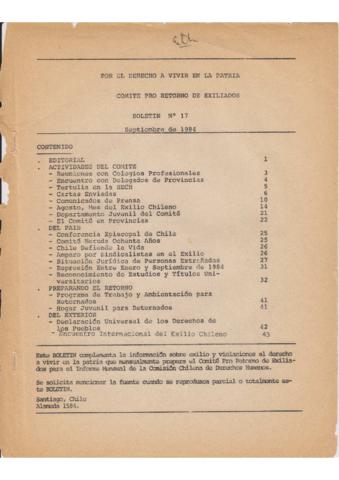 POR EL DERECHO A VIVIR EN LA PATRIA
COMITE PRO RETORNO DE EXILIADOS
BOLETIN Nº 17
Septiembre de 1984
CONTENIDO
. EDITORIAL 1
. ACTIVIDADES DEL COMITE
- Reuniones con Colegios Profesionales 3
- Encuentro con Delegados de Provincias 4
- Tertulia en la SECH 5
- Cartas Enviadas 6
- Comunicados de Prensa 10
- Agosto, Mes del Exilio Chileno 14
- Departamento Juvenil del Comité 21
- El Comité en Provincias 22
. DEL PAIS
- Conferencia Episcopal de Chile 25
- Comité Neruda Ochenta Años 25
- Chile Defiende la Vida 26
- Amparo por Sindicalistas en el Exilio 26
- Situación Jurídica de Personas Extrañadas 27
- Represión Entre Enero y Septiembre de 1984 31
- Reconocimiento de Estudios y Títulos Uni-
versitarios 32
. PREPARANDO EL RETORNO
- Programa de Trabajo y Ambientación para
Retornados 41
- Hogar Juvenil para Retornados 41
. DEL EXTERIOR
- Declaración Universal de los Derechos de
los Pueblos 42
- Encuentro Internacional del Exilio Chileno 43
Este BOLETIN complementa la información sobre exilio y violaciones al derecho
a vivir en la patria que mensualmente prepara el Comité Pro Retorno de Exilia-
dos para el Informe Mensual de la Comisión Chilena de Derechos Humanos.
Se solicita mencionar la fuente cuando se reproduzca parcial o totalmente es-
te BOLETIN.
Santiago, Chile
Alameda 1584.